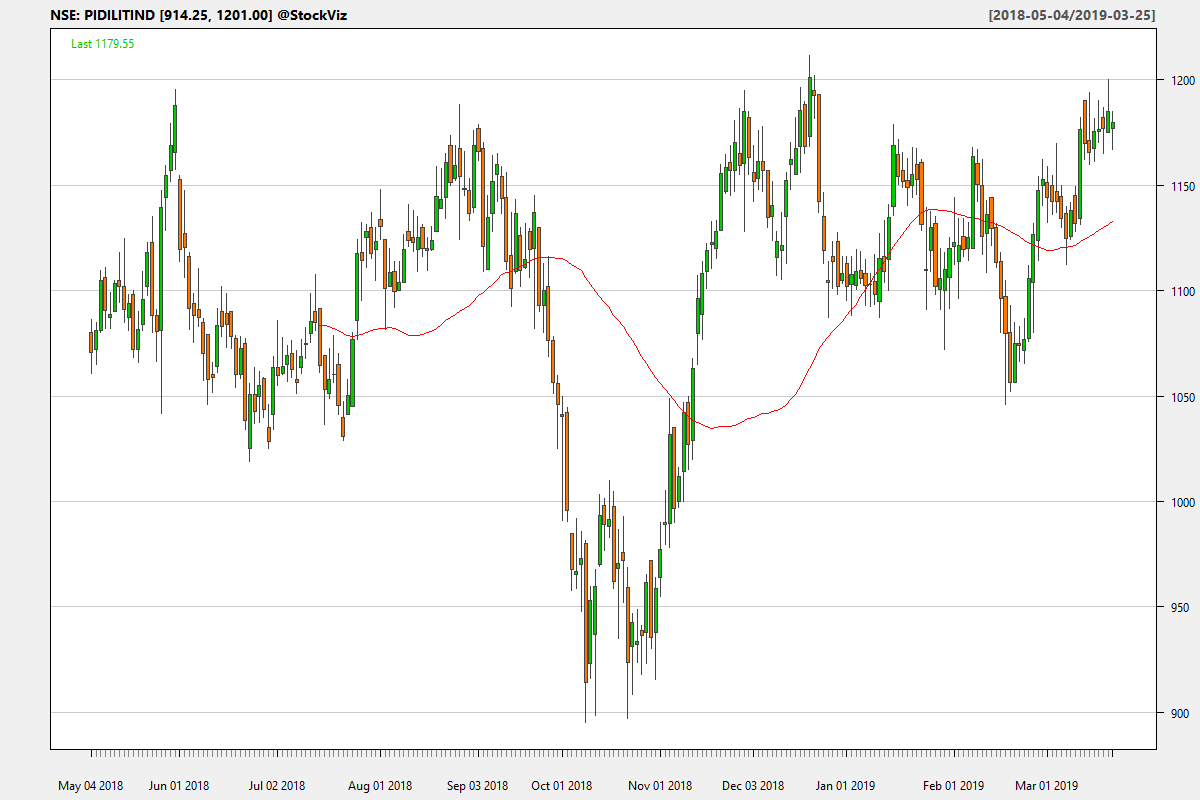 NSE: PIDILITIND [914.25, 1201.00] @StockViz [2018-05-04/2019-03-25]
Last 1179.55
1200
1150
1100
1050
1000
950
900
May 04 2018 Jun 01 2018 Jul 02 2018 Aug 01 2018 Sep 03 2018 Oct 01 2018 Nov 01 2018 Dec 03 2018 Jan 01 2019 Feb 01 2019 Mar 01 2019